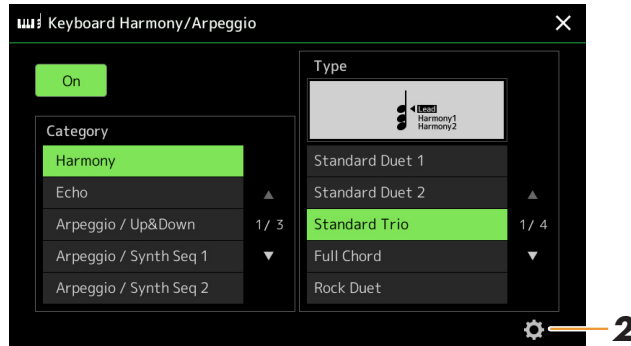 Keyboard Harmony/Arpeggio
On
Category
Harmony
Echo
Arpeggio / Up&Down
Arpeggio / Synth Seq 1
Arpeggio / Synth Seq 2
1/ 3
Type
Lead
Harmony1
Harmony2
Standard Duet 1
Standard Duet 2
Standard Trio
Full Chord
Rock Duet
1/ 4
2